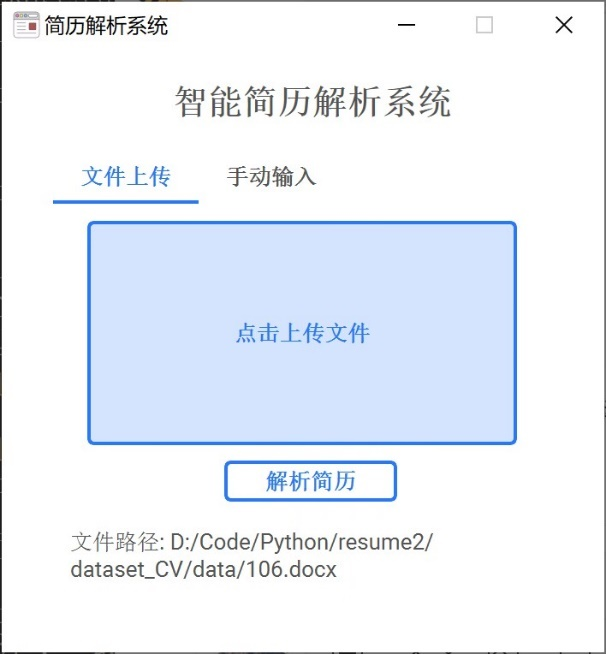 简历解析系统
智能简历解析系统
文件上传 手动输入
点击上传文件
解析简历
文件路径: D:/Code/Python/resume2/
dataset_CV/data/106.docx